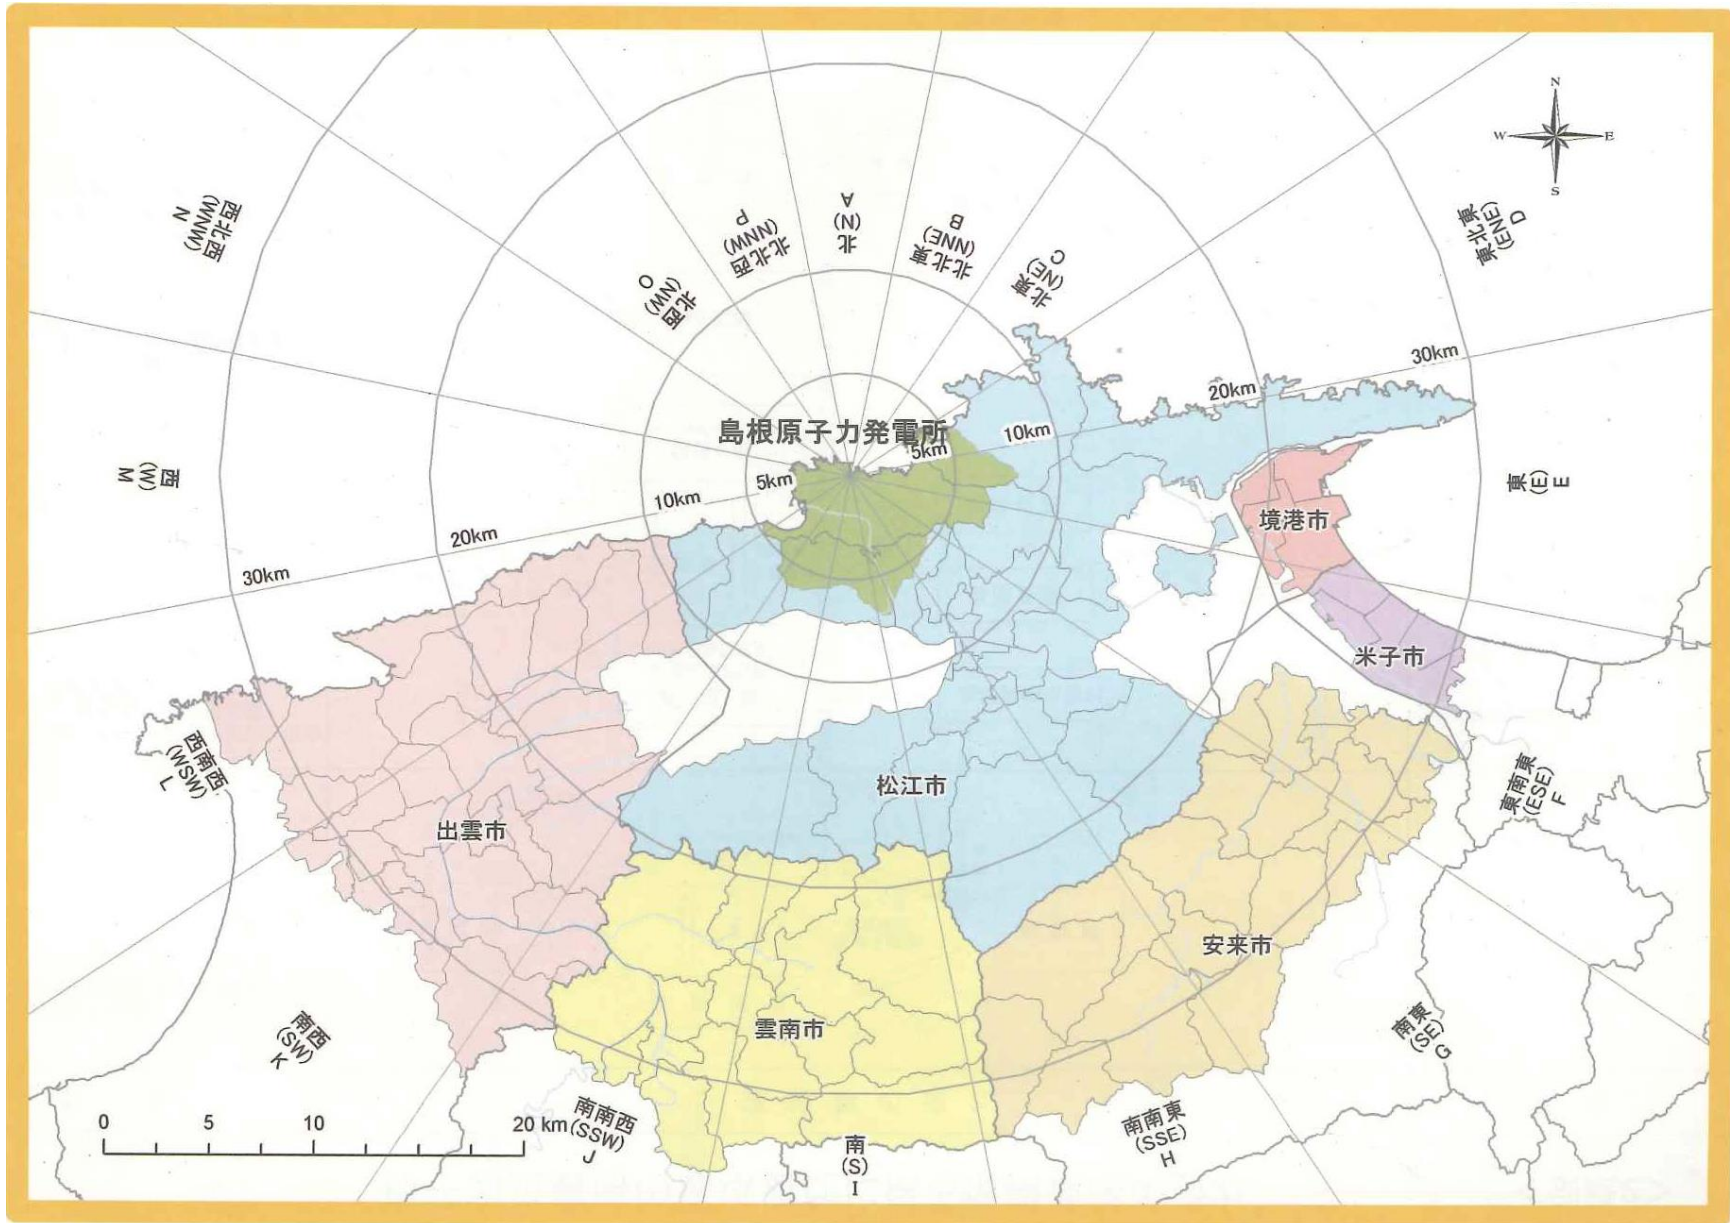 N
W
E
S
北
(N)
A
北北東
(NNE)
B
北東
(NE)
C
東北東
(ENE)
D
東
(E)
E
東南東
(ESE)
F
南東
(SE)
G
南南東
(SSE)
H
南
(S)
I
南南西
(SSW)
J
南西
(SW)
K
西南西
(WSW)
L
西
(W)
M
西北西
(WNW)
N
北西
(NW)
O
北北西
(NNW)
P
島根原子力発電所
5km
10km
20km
30km
5km
10km
20km
30km
境港市
米子市
松江市
出雲市
安来市
雲南市
0
5
10
20 km